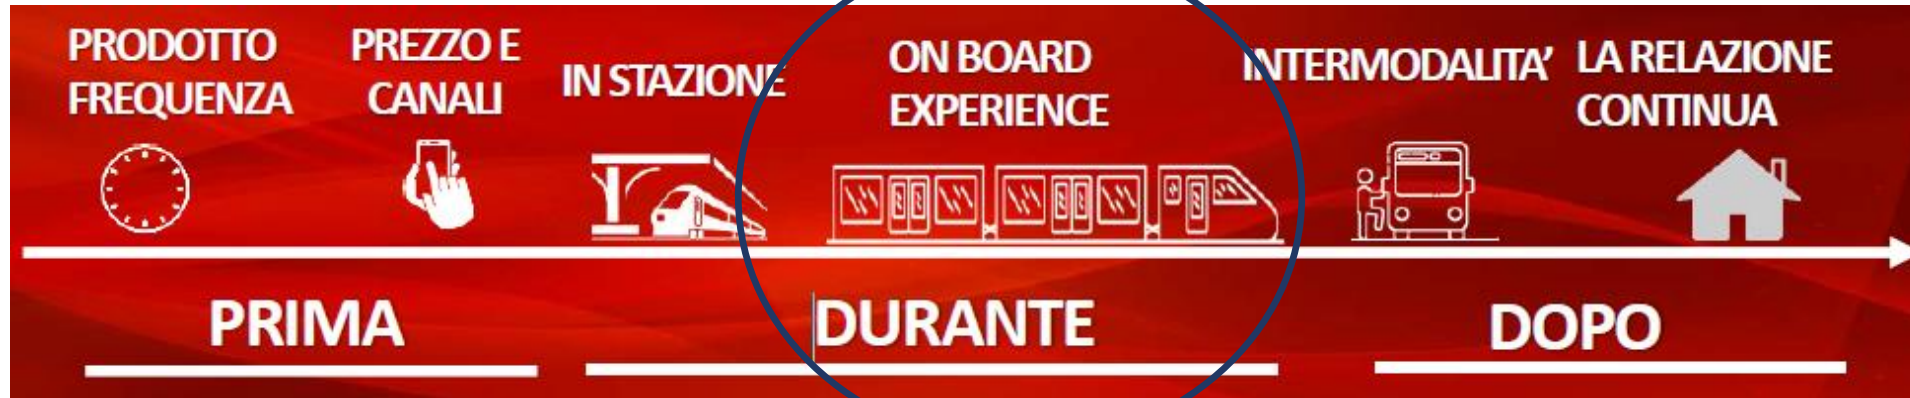 PRODOTTO
FREQUENZA
PREZZO E
CANALI
IN STAZIONE
ON BOARD
EXPERIENCE
INTERMODALITA'
LA RELAZIONE
CONTINUA
PRIMA
DURANTE
DOPO